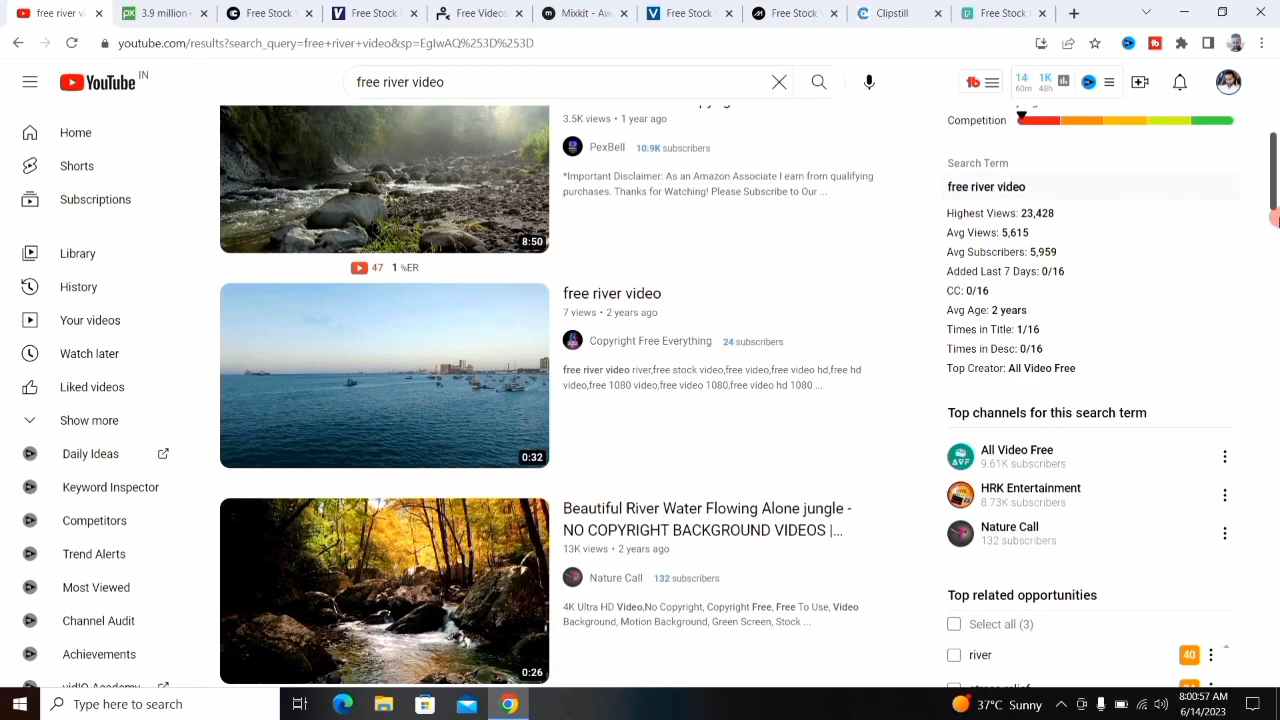 free river
3.9 million
Free Stock
Free Stock
Free Videos
Mixkit - Aw
Free Stock
Free Stock
Clipstill
Free Stock
youtube.com/results?search_query=free+river+video&sp=EgIwAQ%253D%253D
YouTube IN
free river video
14 60m
1K 48h
Home
Shorts
Subscriptions
Library
History
Your videos
Watch later
Liked videos
Show more
Daily Ideas
Keyword Inspector
Competitors
Trend Alerts
Most Viewed
Channel Audit
Achievements
vidIQ Academy
3.5K views • 1 year ago
PexBell 10.9K subscribers
*Important Disclaimer: As an Amazon Associate I earn from qualifying
purchases. Thanks for Watching! Please Subscribe to Our ...
8:50
47 1 %ER
free river video
7 views • 2 years ago
Copyright Free Everything 24 subscribers
free river video river,free stock video,free video,free video hd,free hd
video,free 1080 video,free video 1080,free video hd 1080 ...
0:32
Beautiful River Water Flowing Alone jungle -
NO COPYRIGHT BACKGROUND VIDEOS |...
13K views • 2 years ago
Nature Call 132 subscribers
4K Ultra HD Video,No Copyright, Copyright Free, Free To Use, Video
Background, Motion Background, Green Screen, Stock ...
0:26
Competition
Search Term
free river video
Highest Views: 23,428
Avg Views: 5,615
Avg Subscribers: 5,959
Added Last 7 Days: 0/16
CC: 0/16
Avg Age: 2 years
Times in Title: 1/16
Times in Desc: 0/16
Top Creator: All Video Free
Top channels for this search term
All Video Free
9.61K subscribers
HRK Entertainment
8.73K subscribers
Nature Call
132 subscribers
Top related opportunities
Select all (3)
river 40
Type here to search
37°C Sunny
8:00:57 AM
6/14/2023